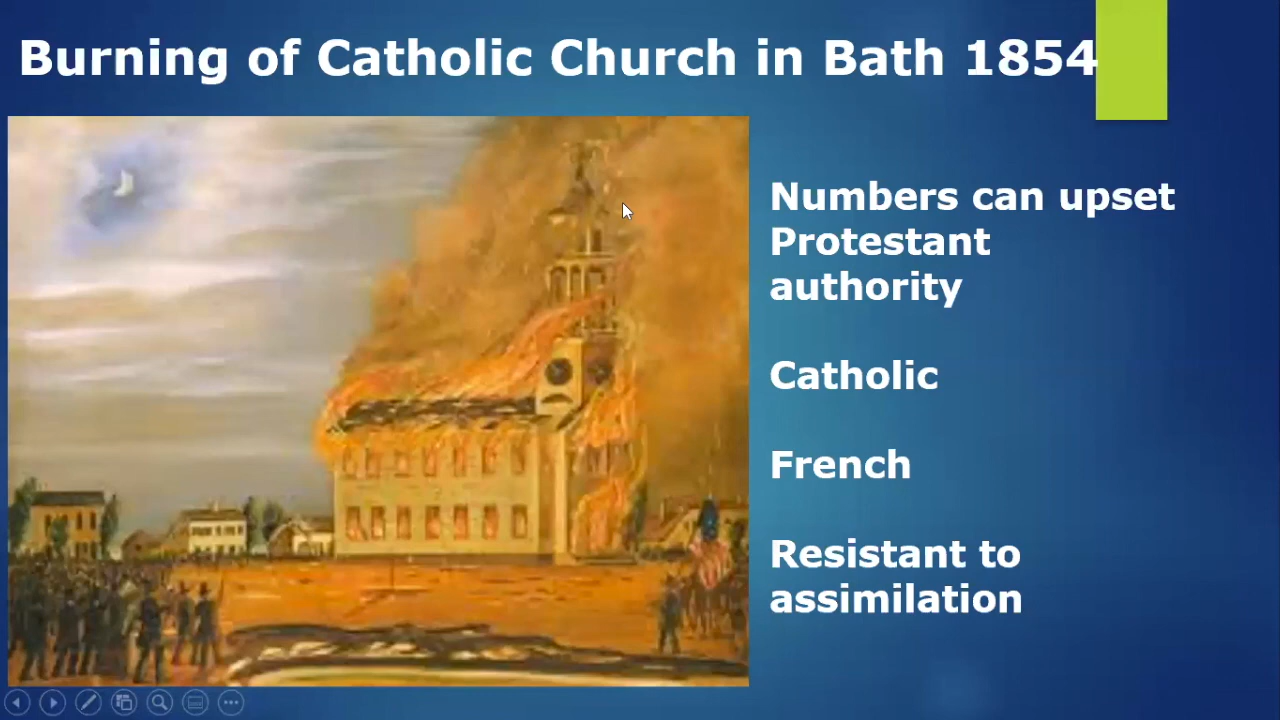 Burning of Catholic Church in Bath 1854
Numbers can upset
Protestant
authority
Catholic
French
Resistant to
assimilation